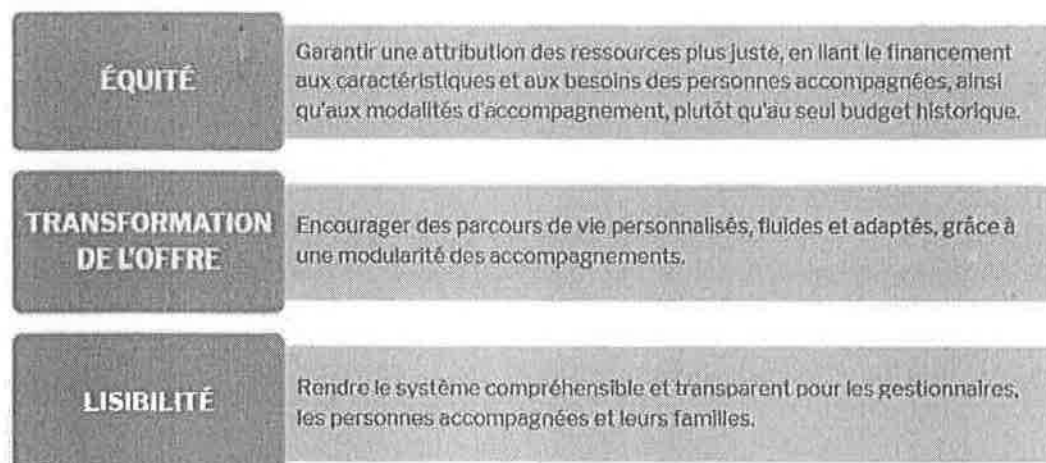 ÉQUITÉ
Garantir une attribution des ressources plus juste, en liant le financement
aux caractéristiques et aux besoins des personnes accompagnées, ainsi
qu'aux modalités d'accompagnement, plutôt qu'au seul budget historique.
TRANSFORMATION
DE L'OFFRE
Encourager des parcours de vie personnalisés, fluides et adaptés, grâce à
une modularité des accompagnements.
LISIBILITÉ
Rendre le système compréhensible et transparent pour les gestionnaires,
les personnes accompagnées et leurs familles.